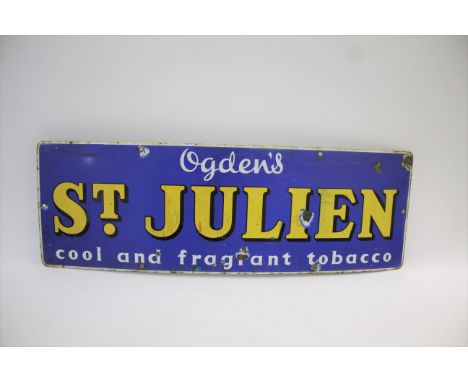 Ogden's
ST. JULIEN
cool and fragrant tobacco